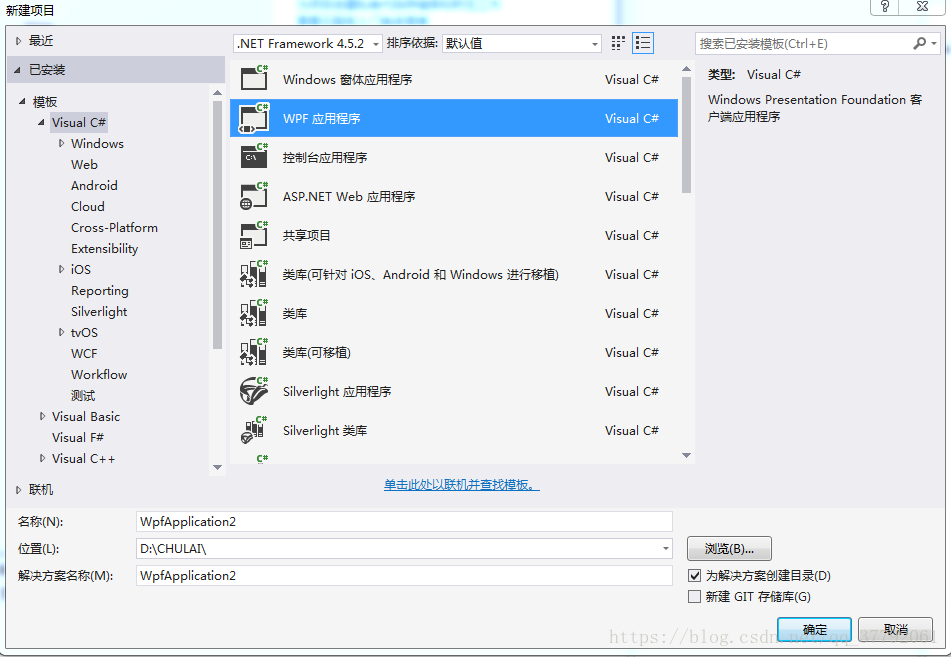 新建项目
最近
已安装
模板
Visual C#
Windows
Web
Android
Cloud
Cross-Platform
Extensibility
iOS
Reporting
Silverlight
tvOS
WCF
Workflow
测试
Visual Basic
Visual F#
Visual C++
联机
.NET Framework 4.5.2 排序依据: 默认值
Windows 窗体应用程序 Visual C#
WPF 应用程序 Visual C#
控制台应用程序 Visual C#
ASP.NET Web 应用程序 Visual C#
共享项目 Visual C#
类库(可针对 iOS、Android 和 Windows 进行移植) Visual C#
类库 Visual C#
类库(可移植) Visual C#
Silverlight 应用程序 Visual C#
Silverlight 类库 Visual C#
单击此处以联机并查找模板。
搜索已安装模板(Ctrl+E)
类型: Visual C#
Windows Presentation Foundation 客
户端应用程序
名称(N): WpfApplication2
位置(L): D:\CHULAI\
解决方案名称(M): WpfApplication2
浏览(B)...
为解决方案创建目录(D)
新建 GIT 存储库(G)
确定 取消